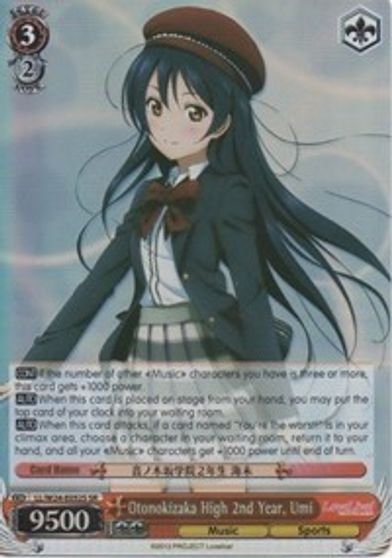 3
2
CONT If the number of other «Music» characters you have is three or more,
this card gets +1000 power.
AUTO When this card is placed on stage from your hand, you may put the
top card of your clock into your waiting room.
AUTO When this card attacks, if a card named "You're The Worst!" is in your
climax area, choose a character in your waiting room, return it to your
hand, and all your «Music» characters get +1000 power until end of turn.
Card Name
音ノ木坂学院2年生 海未
Otonokizaka High 2nd Year, Umi
9500
Music
Sports
©2013 PROJECT Lovelive!